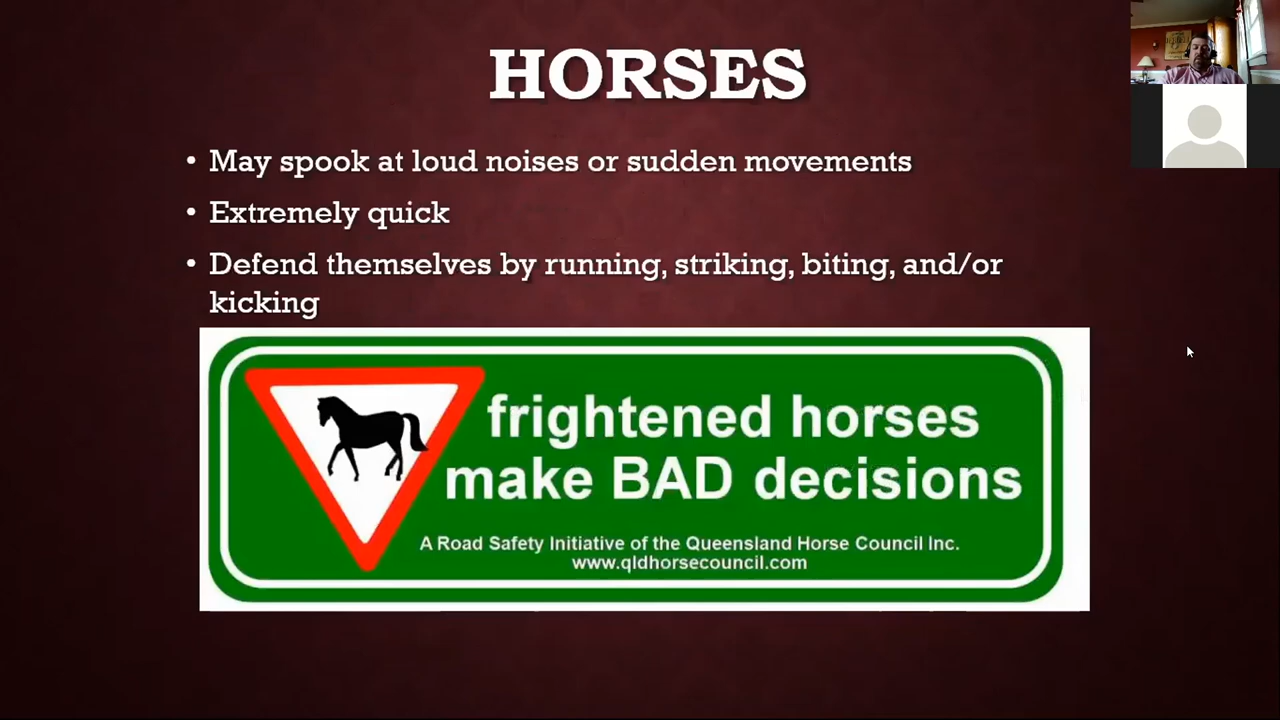 HORSES
• May spook at loud noises or sudden movements
• Extremely quick
• Defend themselves by running, striking, biting, and/or
kicking
frightened horses
make BAD decisions
A Road Safety Initiative of the Queensland Horse Council Inc.
www.qldhorsecouncil.com